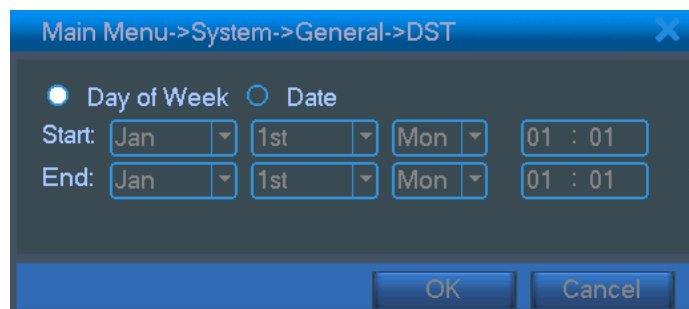 Main Menu->System->General->DST
Day of Week Date
Start: Jan 1st Mon 01 : 01
End: Jan 1st Mon 01 : 01
OK Cancel